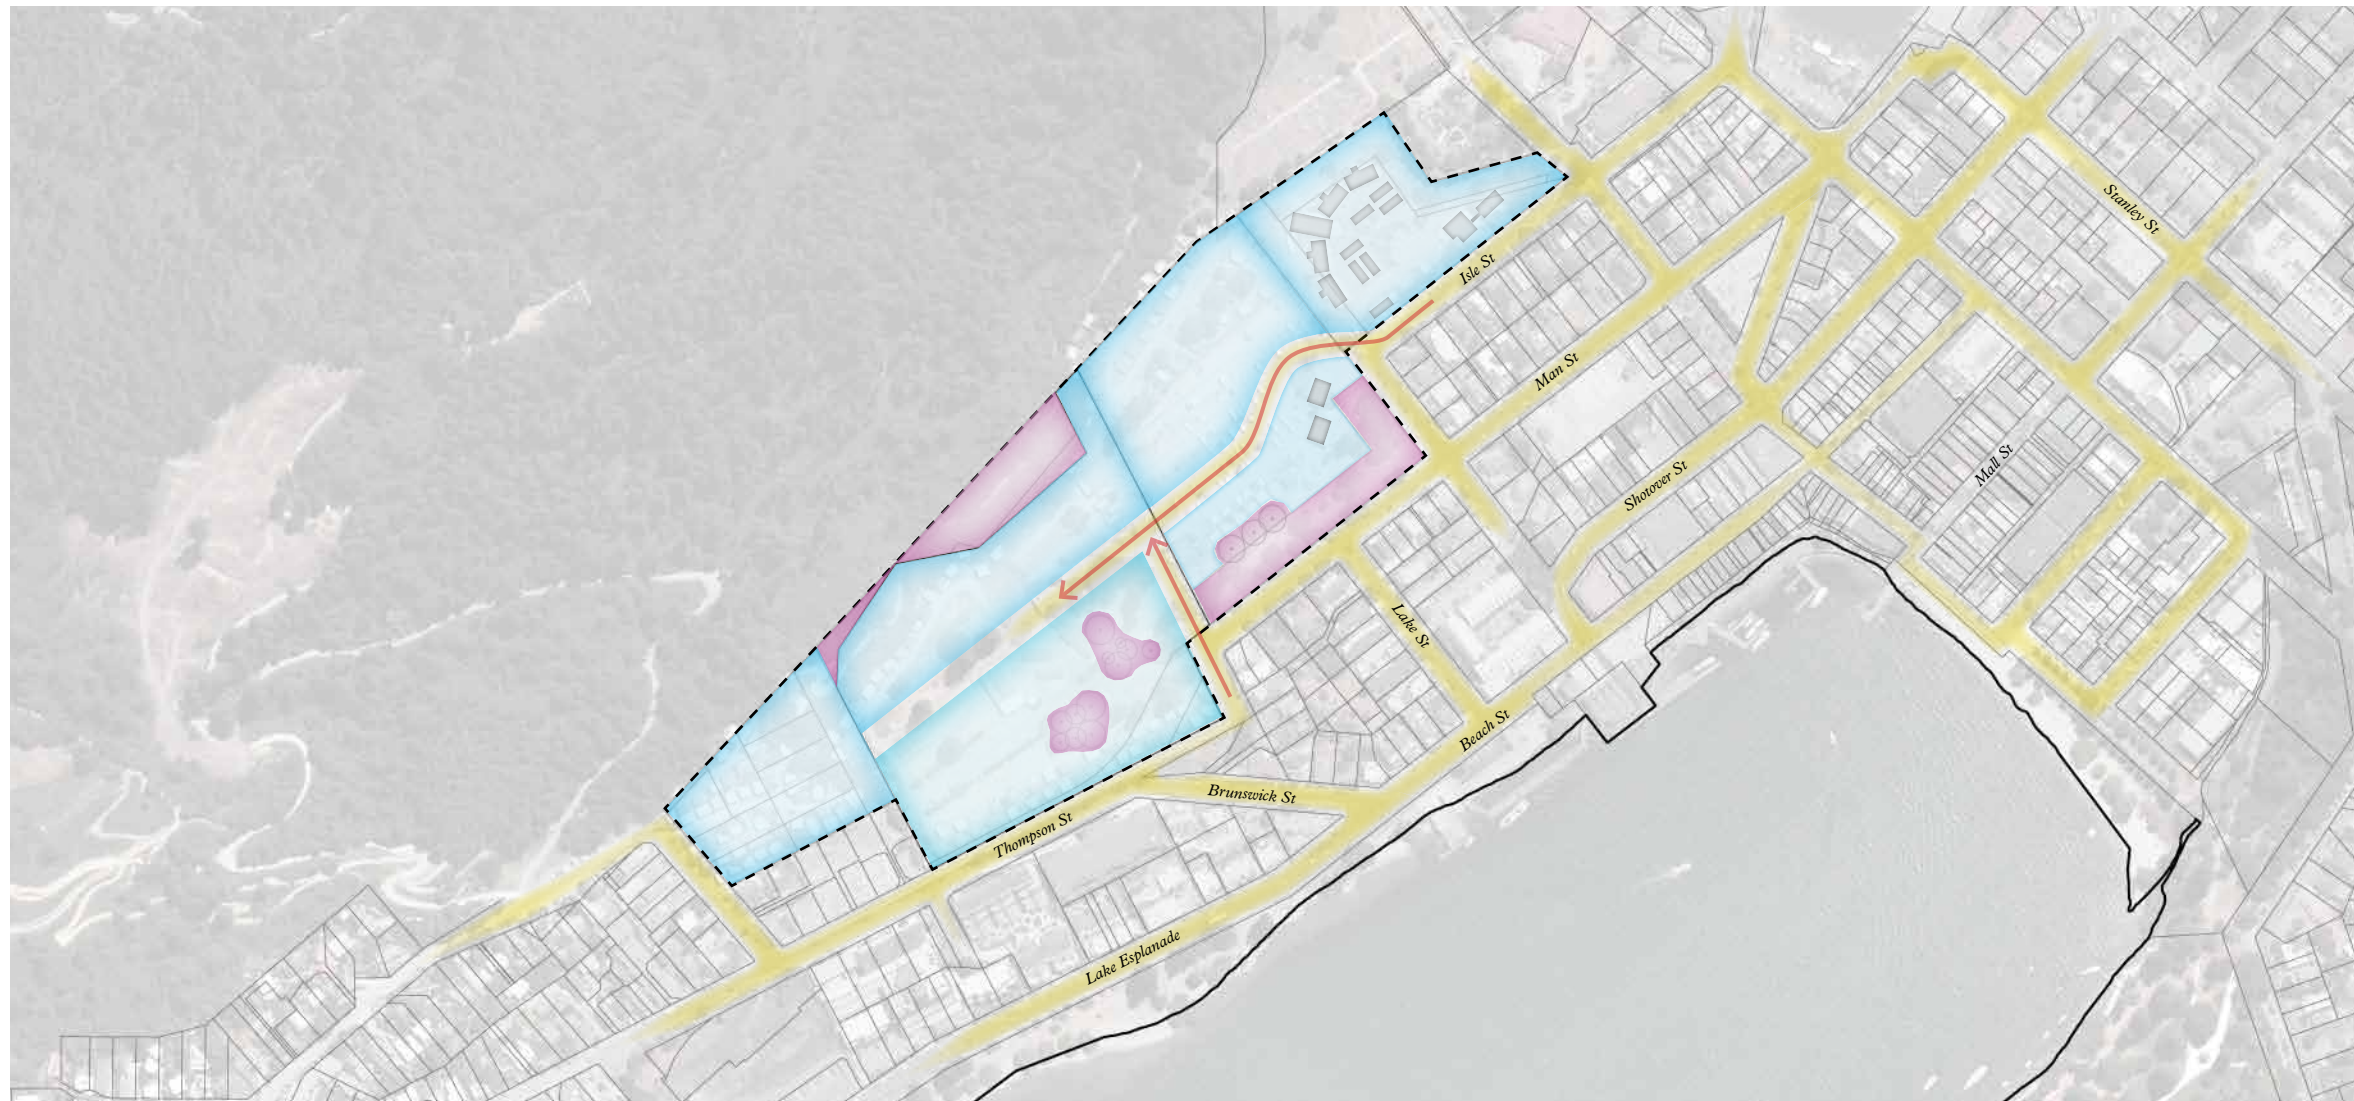 Stanley St
Isle St
Man St
Mall St
Shotover St
Lake St
Beach St
Brunswick St
Thompson St
Lake Esplanade